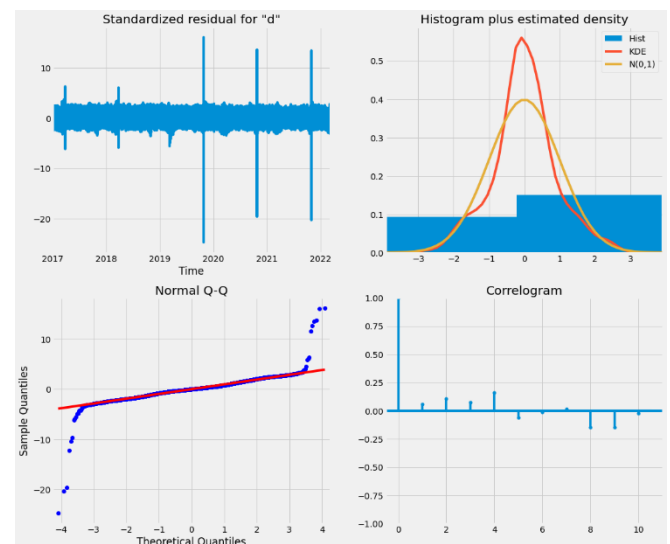 Standardized residual for "d"
10
0
−10
−20
2017 2018 2019 2020 2021 2022
Time
Histogram plus estimated density
Hist
KDE
N(0,1)
0.5
0.4
0.3
0.2
0.1
0.0
−3 −2 −1 0 1 2 3
Normal Q-Q
Sample Quantiles
10
0
−10
−20
−4 −3 −2 −1 0 1 2 3 4
Theoretical Quantiles
Correlogram
1.00
0.75
0.50
0.25
0.00
−0.25
−0.50
−0.75
−1.00
0 2 4 6 8 10